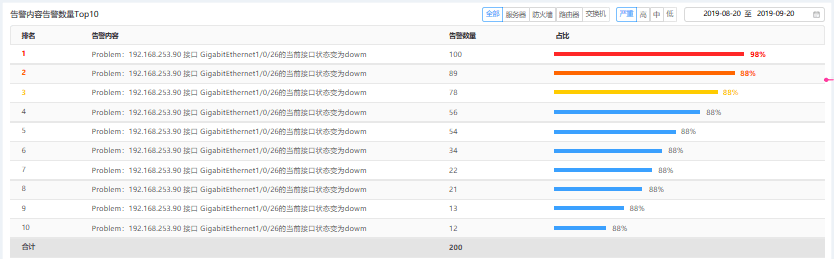 告警内容告警数量Top10 全部 服务器 防火墙 路由器 交换机 严重 高 中 低 2019-08-20 至 2019-09-20
排名 告警内容 告警数量 占比
1 Problem：192.168.253.90 接口 GigabitEthernet1/0/26的当前接口状态变为dowm 100 98%
2 Problem：192.168.253.90 接口 GigabitEthernet1/0/26的当前接口状态变为dowm 89 88%
3 Problem：192.168.253.90 接口 GigabitEthernet1/0/26的当前接口状态变为dowm 78 88%
4 Problem：192.168.253.90 接口 GigabitEthernet1/0/26的当前接口状态变为dowm 56 88%
5 Problem：192.168.253.90 接口 GigabitEthernet1/0/26的当前接口状态变为dowm 54 88%
6 Problem：192.168.253.90 接口 GigabitEthernet1/0/26的当前接口状态变为dowm 34 88%
7 Problem：192.168.253.90 接口 GigabitEthernet1/0/26的当前接口状态变为dowm 22 88%
8 Problem：192.168.253.90 接口 GigabitEthernet1/0/26的当前接口状态变为dowm 21 88%
9 Problem：192.168.253.90 接口 GigabitEthernet1/0/26的当前接口状态变为dowm 13 88%
10 Problem：192.168.253.90 接口 GigabitEthernet1/0/26的当前接口状态变为dowm 12 88%
合计 200